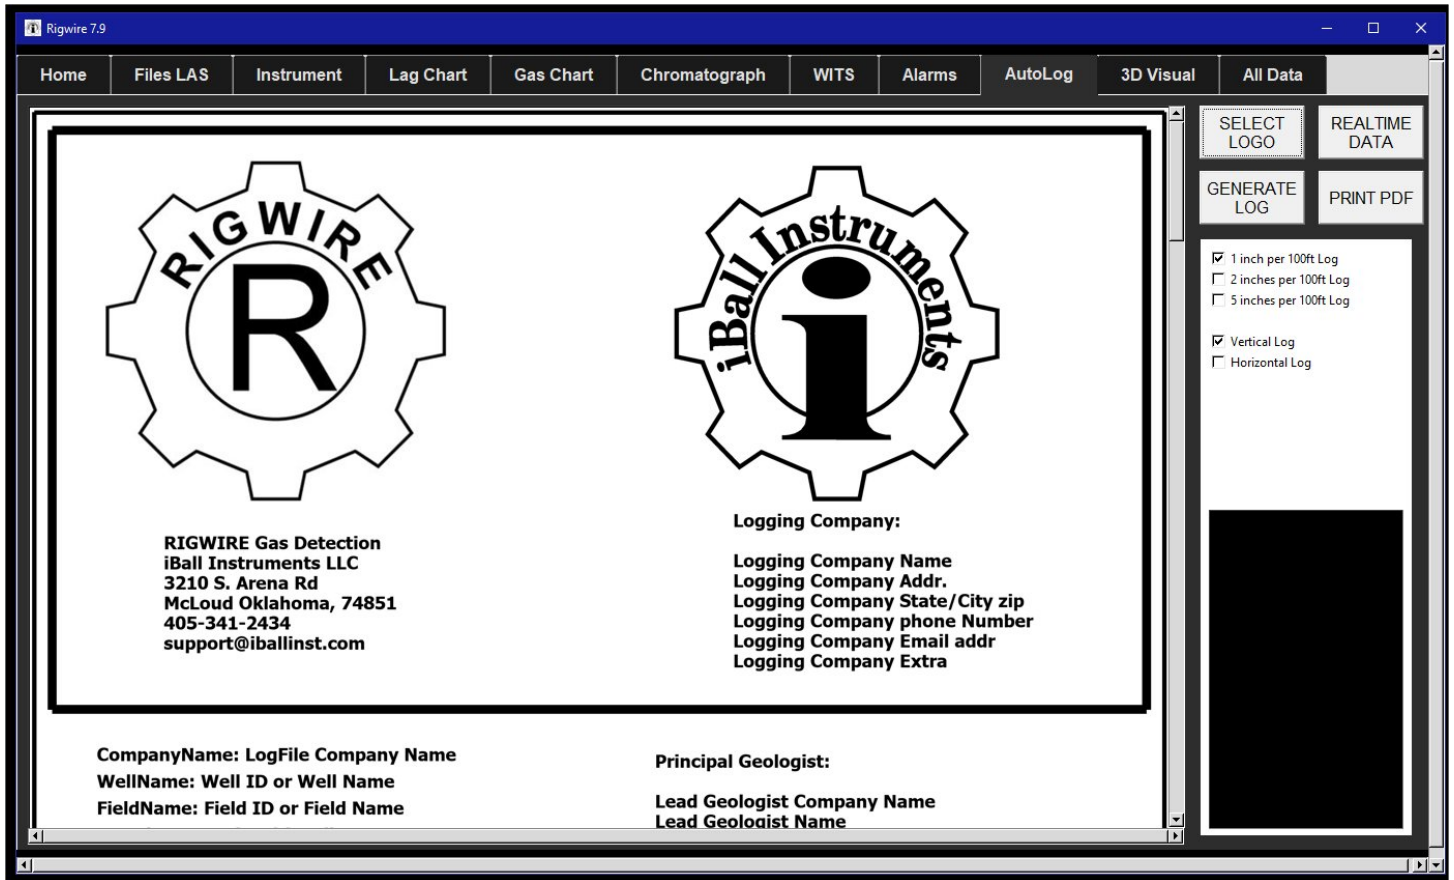 Rigwire 7.9
Home Files LAS Instrument Lag Chart Gas Chart Chromatograph WITS Alarms AutoLog 3D Visual All Data
SELECT LOGO
REALTIME DATA
GENERATE LOG
PRINT PDF
1 inch per 100ft Log
2 inches per 100ft Log
5 inches per 100ft Log
Vertical Log
Horizontal Log
RIGWIRE
R
iBall Instruments
i
RIGWIRE Gas Detection
iBall Instruments LLC
3210 S. Arena Rd
McLoud Oklahoma, 74851
405-341-2434
support@iballinst.com
Logging Company:
Logging Company Name
Logging Company Addr.
Logging Company State/City zip
Logging Company phone Number
Logging Company Email addr
Logging Company Extra
CompanyName: LogFile Company Name
WellName: Well ID or Well Name
FieldName: Field ID or Field Name
Principal Geologist:
Lead Geologist Company Name
Lead Geologist Name